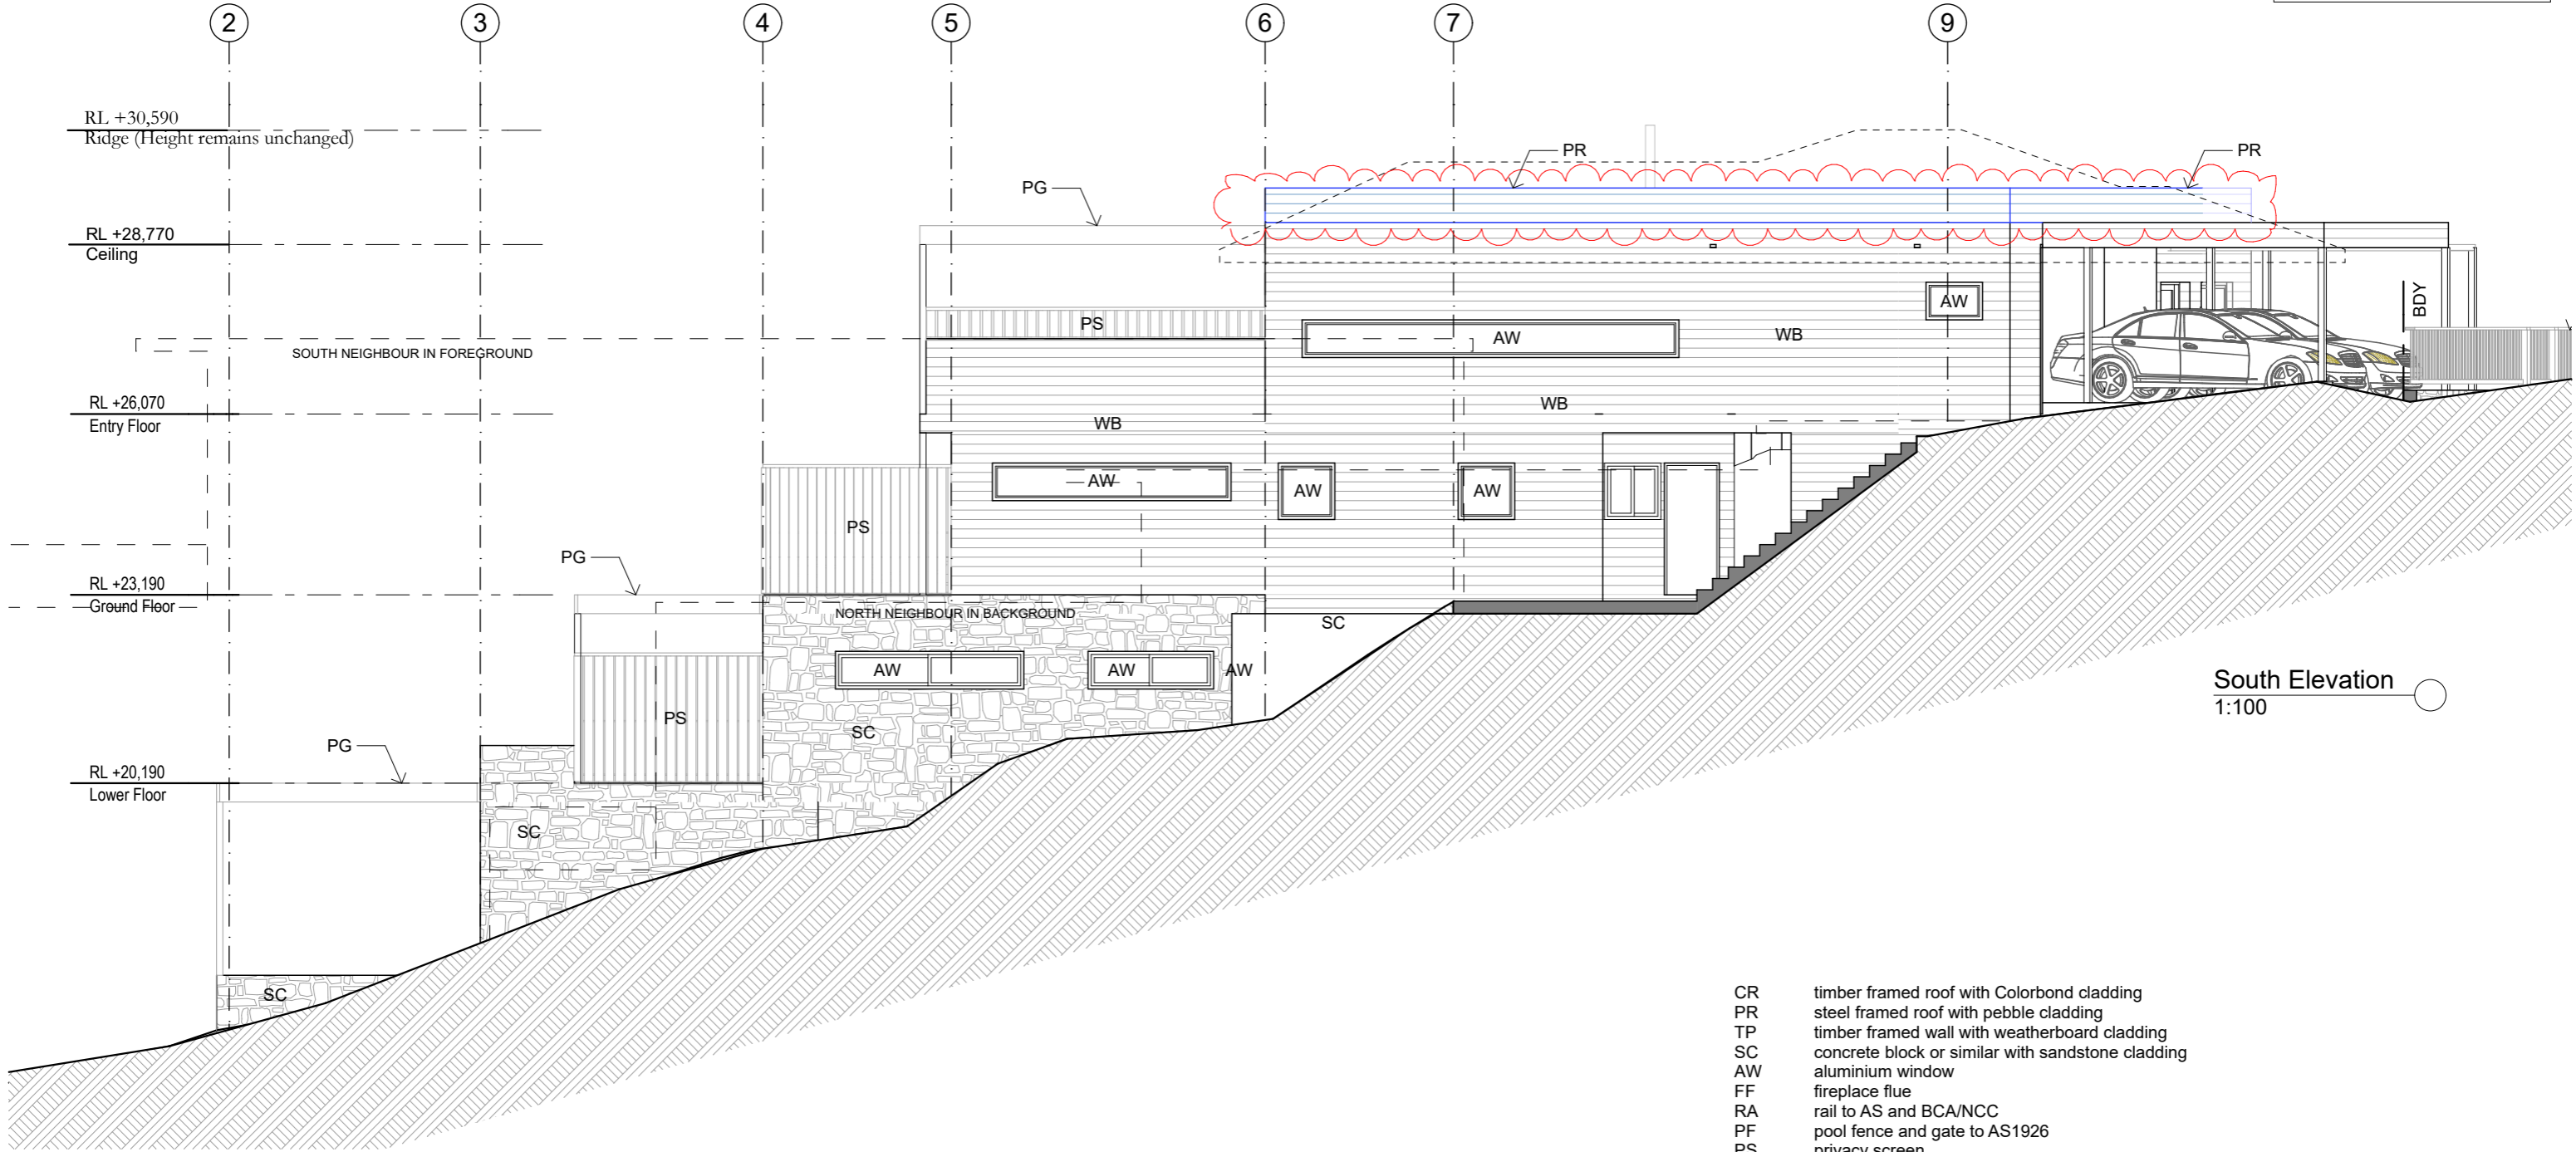 2 3 4 5 6 7 9
RL +30,590
Ridge (Height remains unchanged)
PR
PR
PG
RL +28,770
Ceiling
AW
BDY
PS
AW
WB
SOUTH NEIGHBOUR IN FOREGROUND
RL +26,070
Entry Floor
WB
WB
AW
AW
AW
PS
PG
RL +23,190
Ground Floor
NORTH NEIGHBOUR IN BACKGROUND
SC
AW
AW
AW
PS
SC
South Elevation
1:100
PG
RL +20,190
Lower Floor
SC
SC
CR timber framed roof with Colorbond cladding
PR steel framed roof with pebble cladding
TP timber framed wall with weatherboard cladding
SC concrete block or similar with sandstone cladding
AW aluminium window
FF fireplace flue
RA rail to AS and BCA/NCC
PF pool fence and gate to AS1926
PS privacy screen